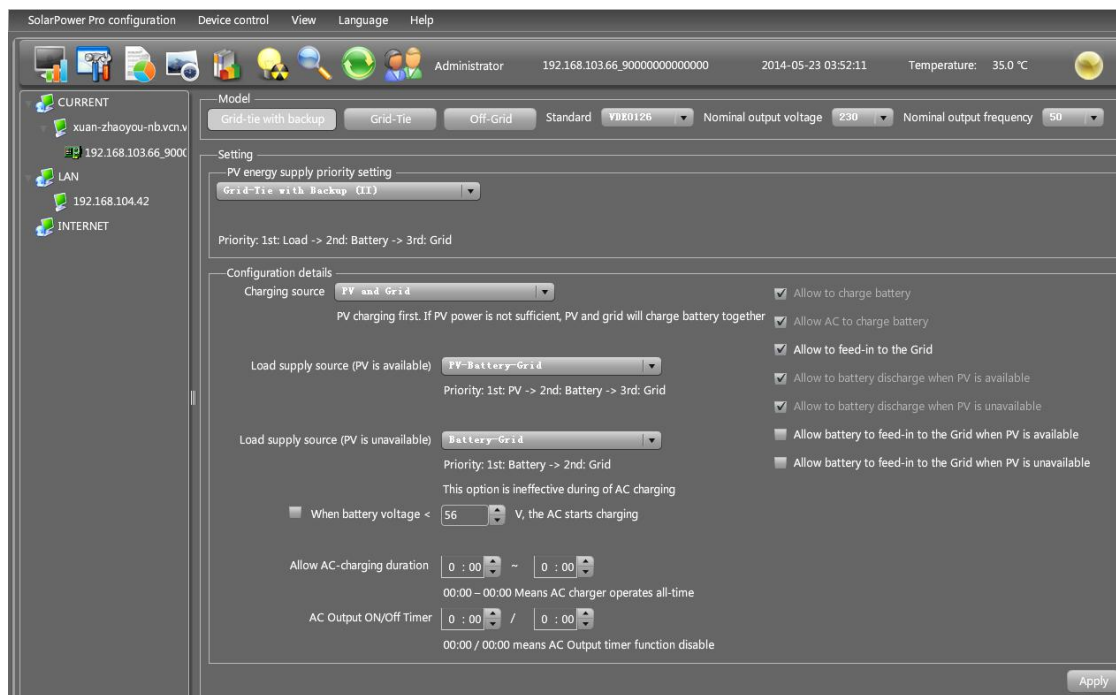 SolarPower Pro configuration Device control View Language Help
Administrator 192.168.103.66_90000000000000 2014-05-23 03:52:11 Temperature: 35.0 ℃
CURRENT
xuan-zhaoyou-nb.vcn.v
192.168.103.66_900(
LAN
192.168.104.42
INTERNET
Model
Grid-tie with backup Grid-Tie Off-Grid Standard VDE0126 Nominal output voltage 230 Nominal output frequency 50
Setting
PV energy supply priority setting
Grid-Tie with Backup (II)
Priority: 1st: Load -> 2nd: Battery -> 3rd: Grid
Configuration details
Charging source PV and Grid
PV charging first. If PV power is not sufficient, PV and grid will charge battery together
Load supply source (PV is available) PV-Battery-Grid
Priority: 1st: PV -> 2nd: Battery -> 3rd: Grid
Load supply source (PV is unavailable) Battery-Grid
Priority: 1st: Battery -> 2nd: Grid
This option is ineffective during of AC charging
When battery voltage < 56 V, the AC starts charging
Allow AC-charging duration 0 : 00 ~ 0 : 00
00:00 – 00:00 Means AC charger operates all-time
AC Output ON/Off Timer 0 : 00 / 0 : 00
00:00 / 00:00 means AC Output timer function disable
Allow to charge battery
Allow AC to charge battery
Allow to feed-in to the Grid
Allow to battery discharge when PV is available
Allow to battery discharge when PV is unavailable
Allow battery to feed-in to the Grid when PV is available
Allow battery to feed-in to the Grid when PV is unavailable
Apply